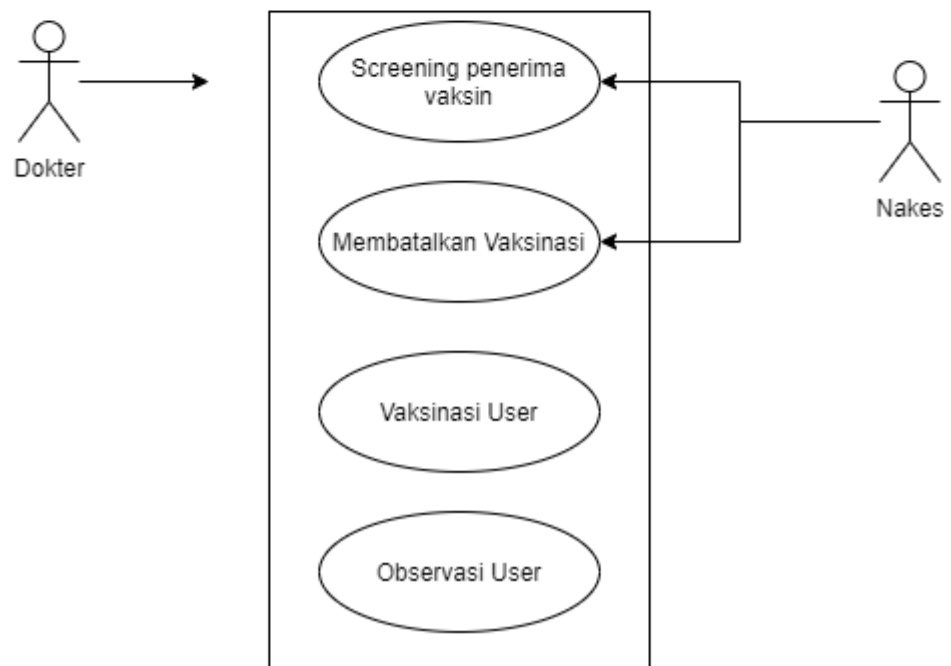 Screening penerima
vaksin
Dokter
Nakes
Membatalkan Vaksinasi
Vaksinasi User
Observasi User